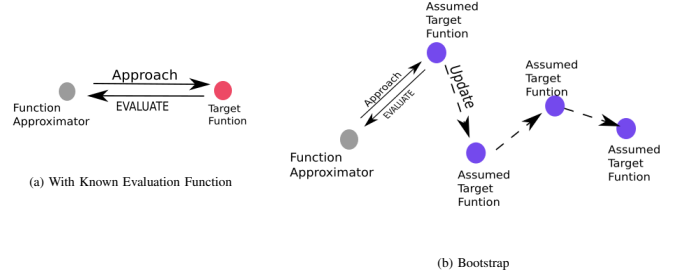 Approach
EVALUATE
Function
Approximator
Target
Funtion
(a) With Known Evaluation Function
Assumed
Target
Funtion
Approach
EVALUATE
Update
Function
Approximator
Assumed
Target
Funtion
Assumed
Target
Funtion
Assumed
Target
Funtion
(b) Bootstrap